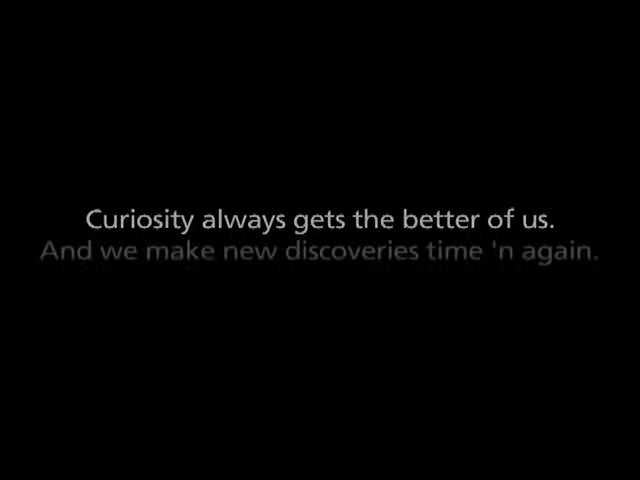 Curiosity always gets the better of us.
And we make new discoveries time 'n again.